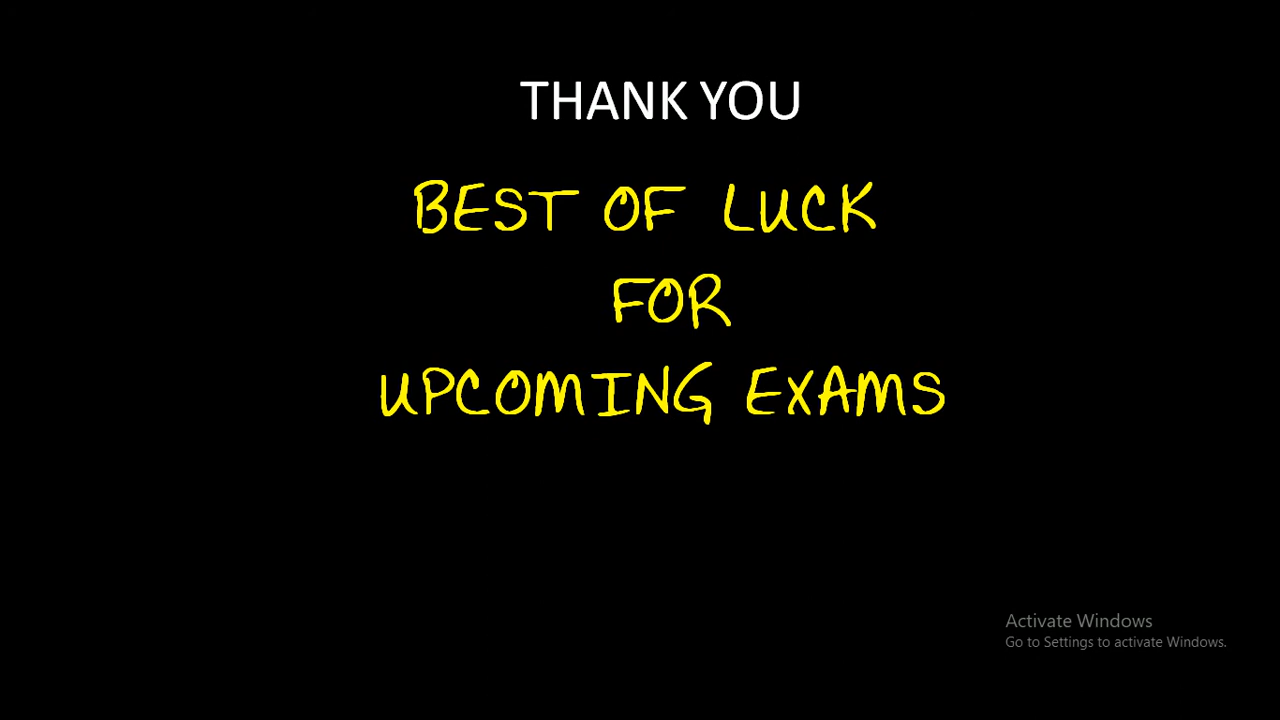 THANK YOU
BEST OF LUCK
FOR
UPCOMING EXAMS
Activate Windows
Go to Settings to activate Windows.